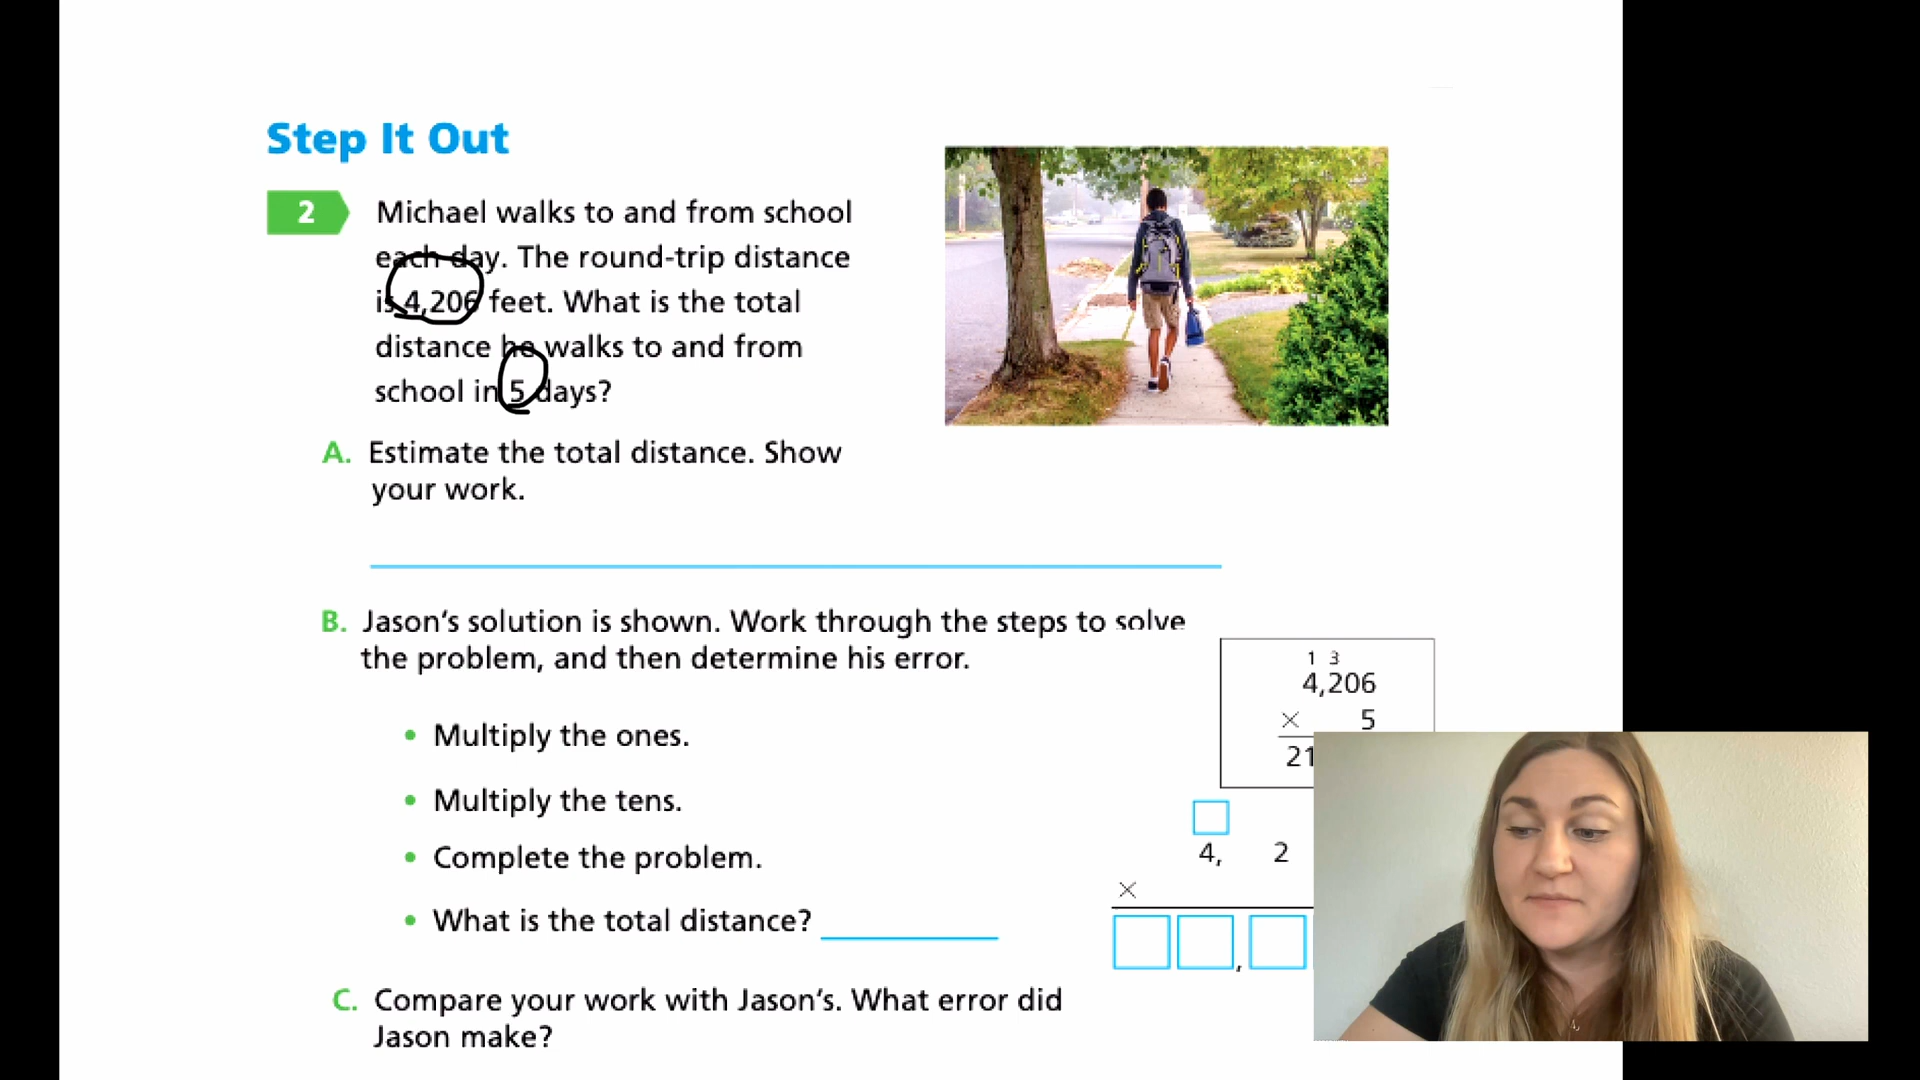 Step It Out
2
Michael walks to and from school
each day. The round-trip distance
is 4,206 feet. What is the total
distance he walks to and from
school in 5 days?
A. Estimate the total distance. Show
your work.
B. Jason's solution is shown. Work through the steps to solve
the problem, and then determine his error.
1 3
4,206
× 5
21
• Multiply the ones.
• Multiply the tens.
• Complete the problem.
• What is the total distance?
4, 2
×
,
C. Compare your work with Jason's. What error did
Jason make?